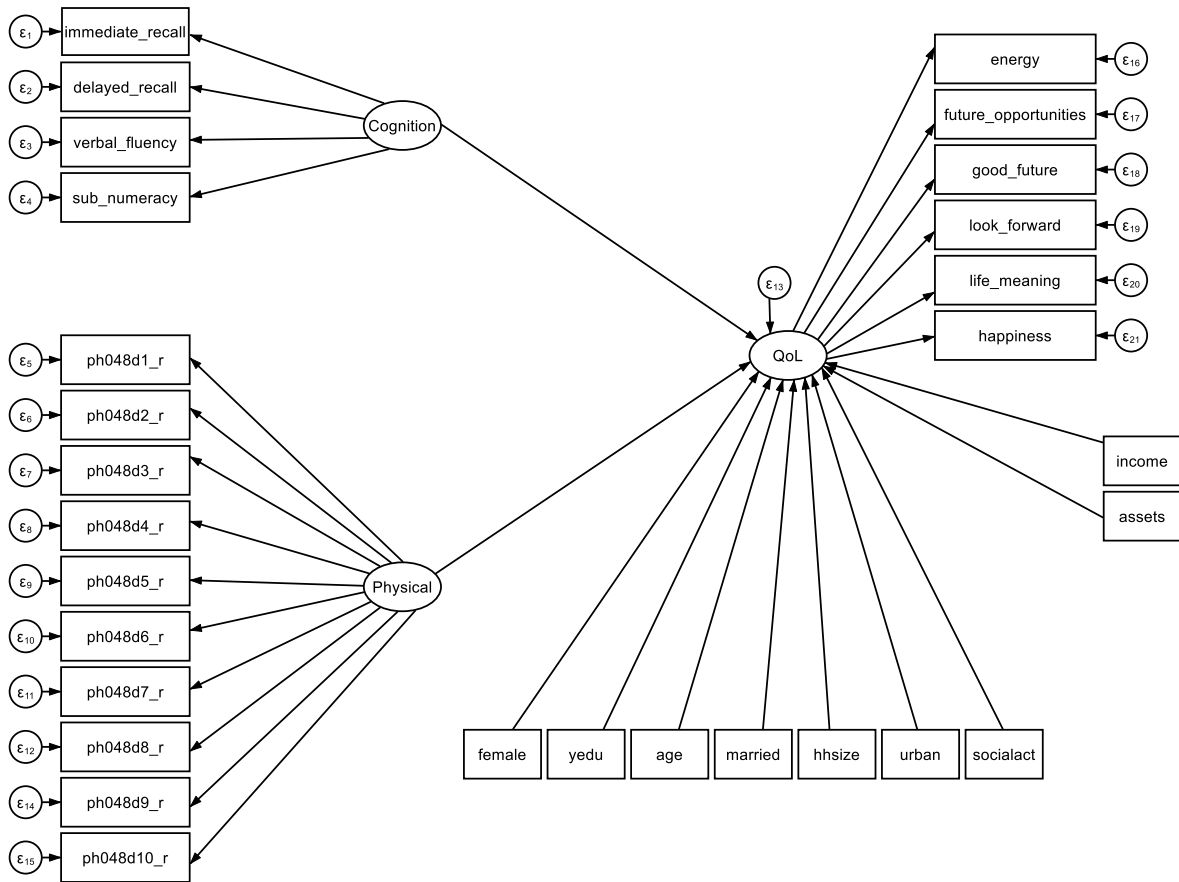 ε1 immediate_recall
ε2 delayed_recall
ε3 verbal_fluency
ε4 sub_numeracy
Cognition
energy ε16
future_opportunities ε17
good_future ε18
look_forward ε19
life_meaning ε20
happiness ε21
ε13
QoL
ε5 ph048d1_r
ε6 ph048d2_r
ε7 ph048d3_r
ε8 ph048d4_r
ε9 ph048d5_r
ε10 ph048d6_r
ε11 ph048d7_r
ε12 ph048d8_r
ε14 ph048d9_r
ε15 ph048d10_r
Physical
income
assets
female yedu age married hhsize urban socialact